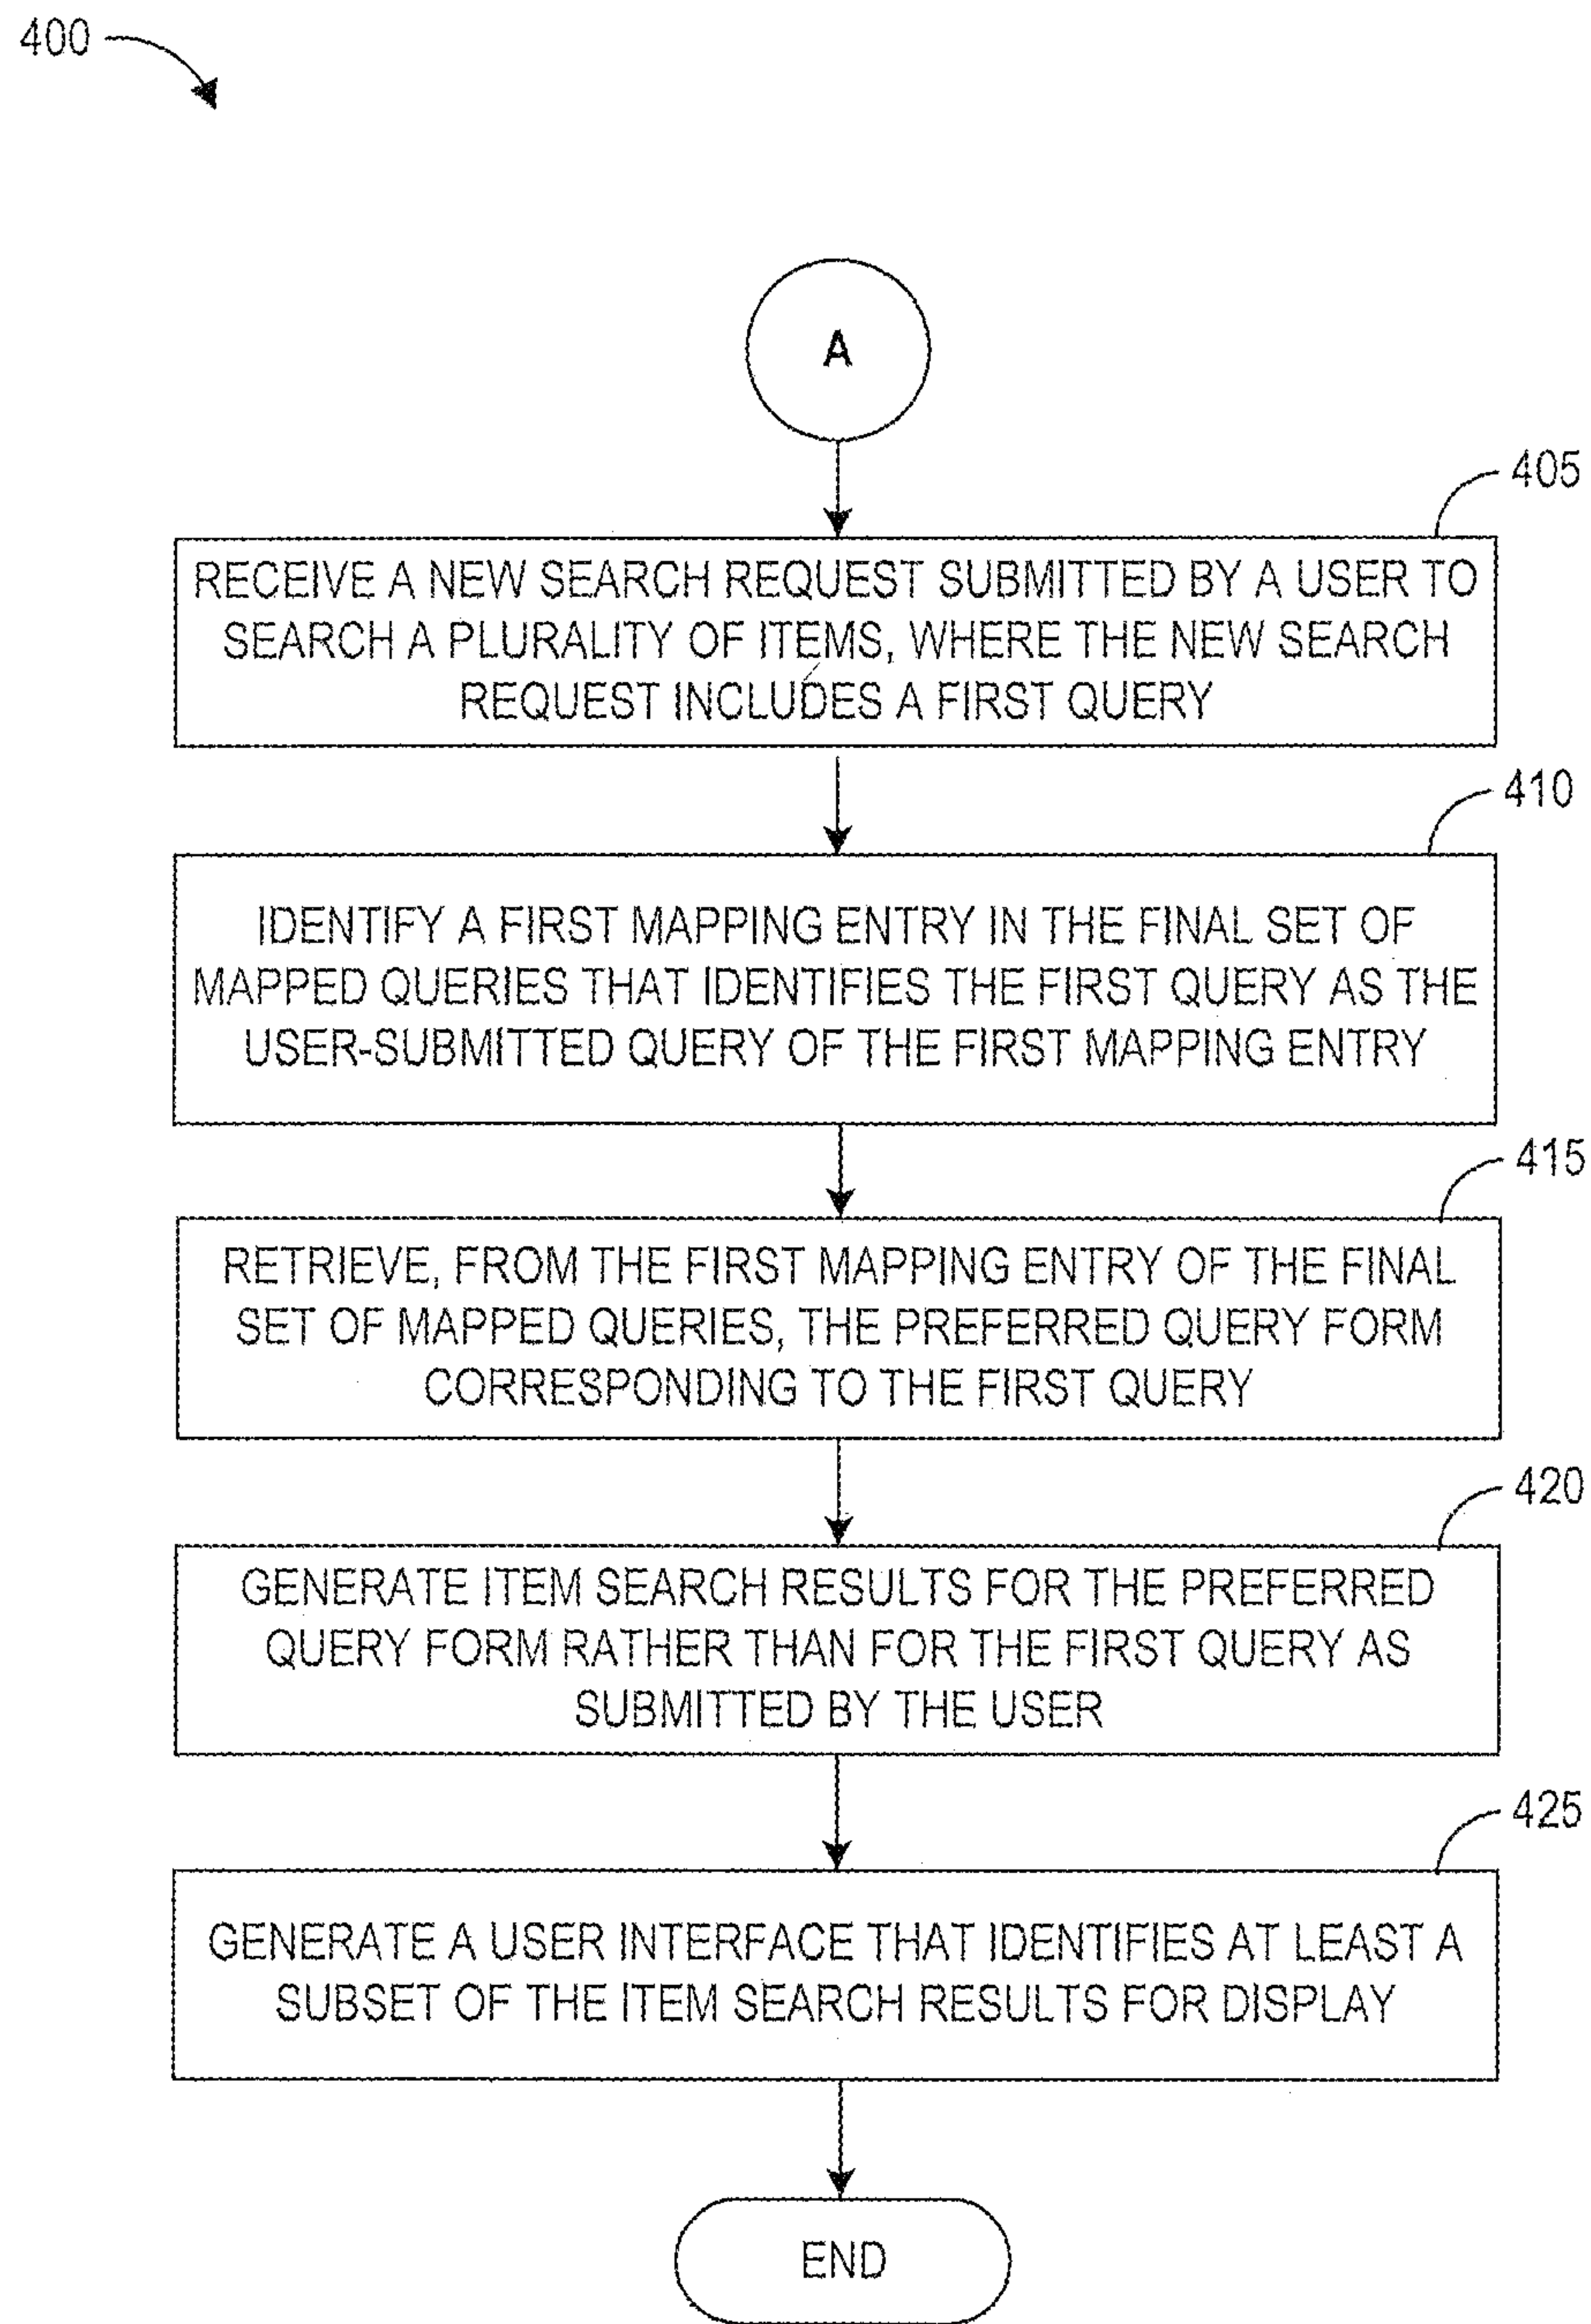 400
A
405
RECEIVE A NEW SEARCH REQUEST SUBMITTED BY A USER TO
SEARCH A PLURALITY OF ITEMS, WHERE THE NEW SEARCH
REQUEST INCLUDES A FIRST QUERY
410
IDENTIFY A FIRST MAPPING ENTRY IN THE FINAL SET OF
MAPPED QUERIES THAT IDENTIFIES THE FIRST QUERY AS THE
USER-SUBMITTED QUERY OF THE FIRST MAPPING ENTRY
415
RETRIEVE, FROM THE FIRST MAPPING ENTRY OF THE FINAL
SET OF MAPPED QUERIES, THE PREFERRED QUERY FORM
CORRESPONDING TO THE FIRST QUERY
420
GENERATE ITEM SEARCH RESULTS FOR THE PREFERRED
QUERY FORM RATHER THAN FOR THE FIRST QUERY AS
SUBMITTED BY THE USER
425
GENERATE A USER INTERFACE THAT IDENTIFIES AT LEAST A
SUBSET OF THE ITEM SEARCH RESULTS FOR DISPLAY
END